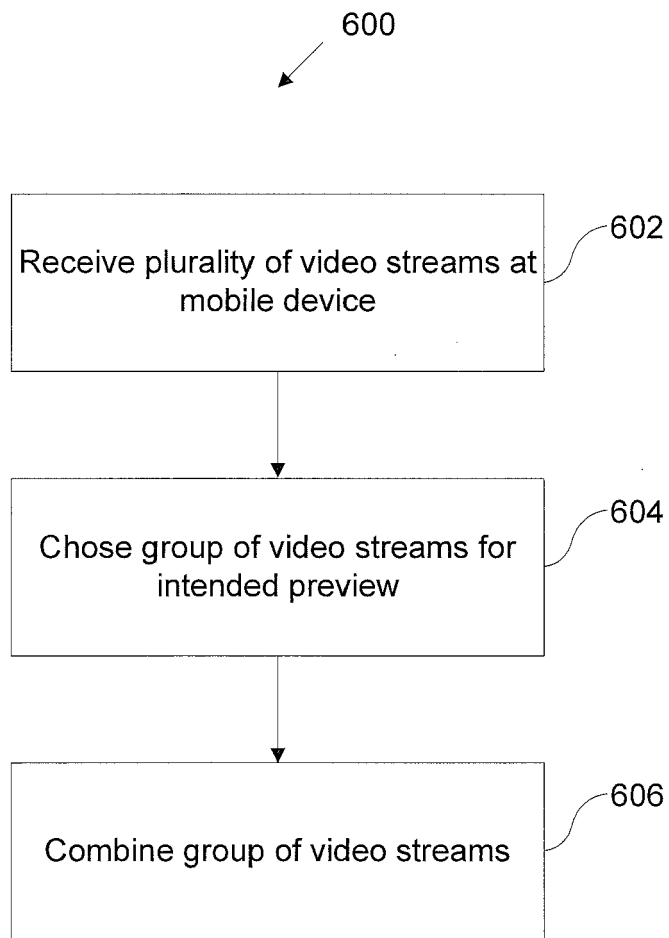 600
Receive plurality of video streams at
mobile device
602
Chose group of video streams for
intended preview
604
Combine group of video streams
606